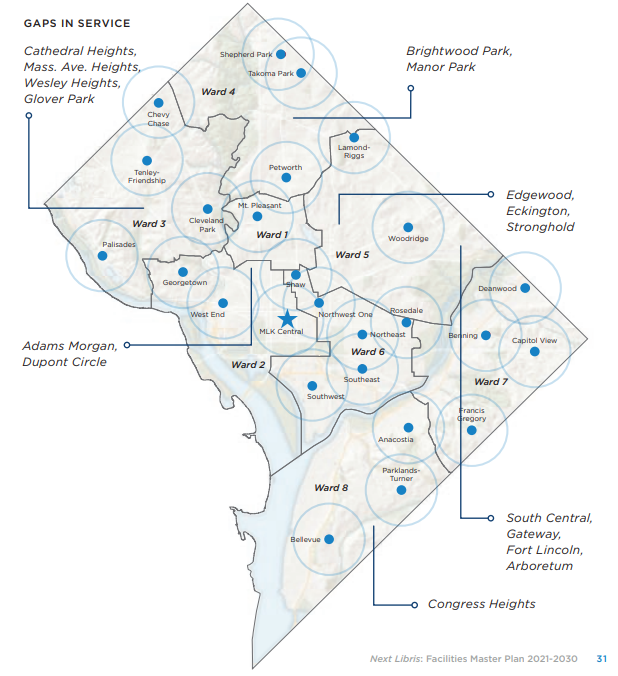 GAPS IN SERVICE
Cathedral Heights,
Mass. Ave. Heights,
Wesley Heights,
Glover Park
Brightwood Park,
Manor Park
Shepherd Park
Takoma Park
Ward 4
Chevy
Chase
Lamond-
Riggs
Tenley-
Friendship
Petworth
Edgewood,
Eckington,
Stronghold
Mt. Pleasant
Cleveland
Park
Ward 3
Ward 1
Woodridge
Palisades
Ward 5
Georgetown
Shaw
Deanwood
West End
Northwest One
Rosedale
MLK Central
Northeast
Benning
Capitol View
Adams Morgan,
Dupont Circle
Ward 6
Ward 2
Southeast
Ward 7
Southwest
Francis
Gregory
Anacostia
Parklands-
Turner
Ward 8
South Central,
Gateway,
Fort Lincoln,
Arboretum
Bellevue
Congress Heights
Next Libris: Facilities Master Plan 2021-2030 31